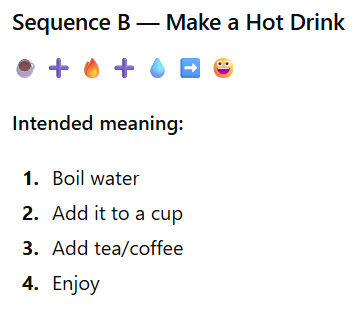 Sequence B — Make a Hot Drink
☕ ➕ 🔥 ➕ 💧 ➡️ 😀
Intended meaning:
1. Boil water
2. Add it to a cup
3. Add tea/coffee
4. Enjoy